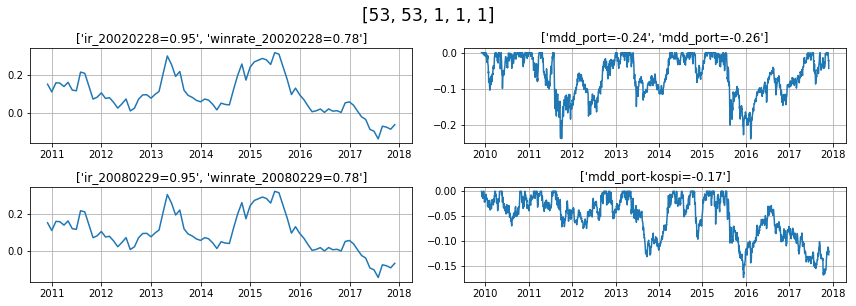 [53, 53, 1, 1, 1]
['ir_20020228=0.95', 'winrate_20020228=0.78']
0.2
0.0
2011 2012 2013 2014 2015 2016 2017 2018
['mdd_port=-0.24', 'mdd_port=-0.26']
0.0
−0.1
−0.2
2010 2011 2012 2013 2014 2015 2016 2017 2018
['ir_20080229=0.95', 'winrate_20080229=0.78']
0.2
0.0
2011 2012 2013 2014 2015 2016 2017 2018
['mdd_port-kospi=-0.17']
0.00
−0.05
−0.10
−0.15
2010 2011 2012 2013 2014 2015 2016 2017 2018